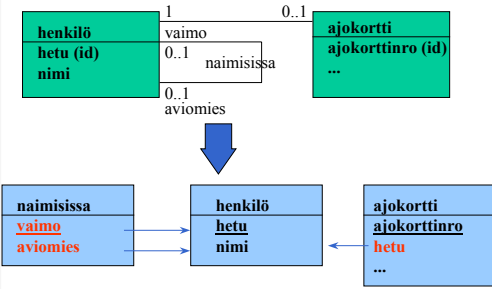 henkilö
hetu (id)
nimi
1
0..1
vaimo
0..1
naimisissa
0..1
aviomies
ajokortti
ajokorttinro (id)
...
naimisissa
vaimo
aviomies
henkilö
hetu
nimi
ajokortti
ajokorttinro
hetu
...